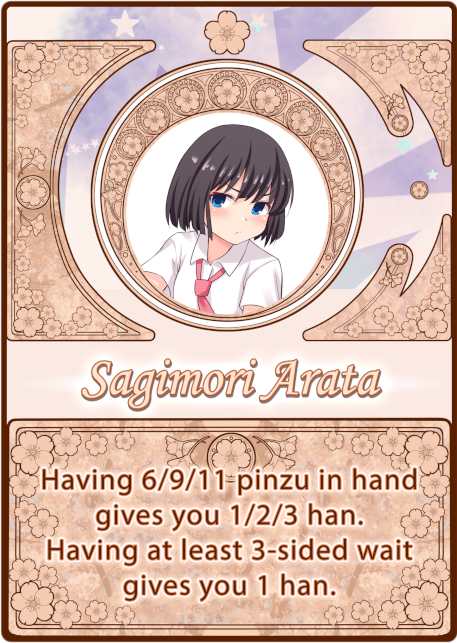 Sagimori Arata
Having 6/9/11 pinzu in hand
gives you 1/2/3 han.
Having at least 3-sided wait
gives you 1 han.